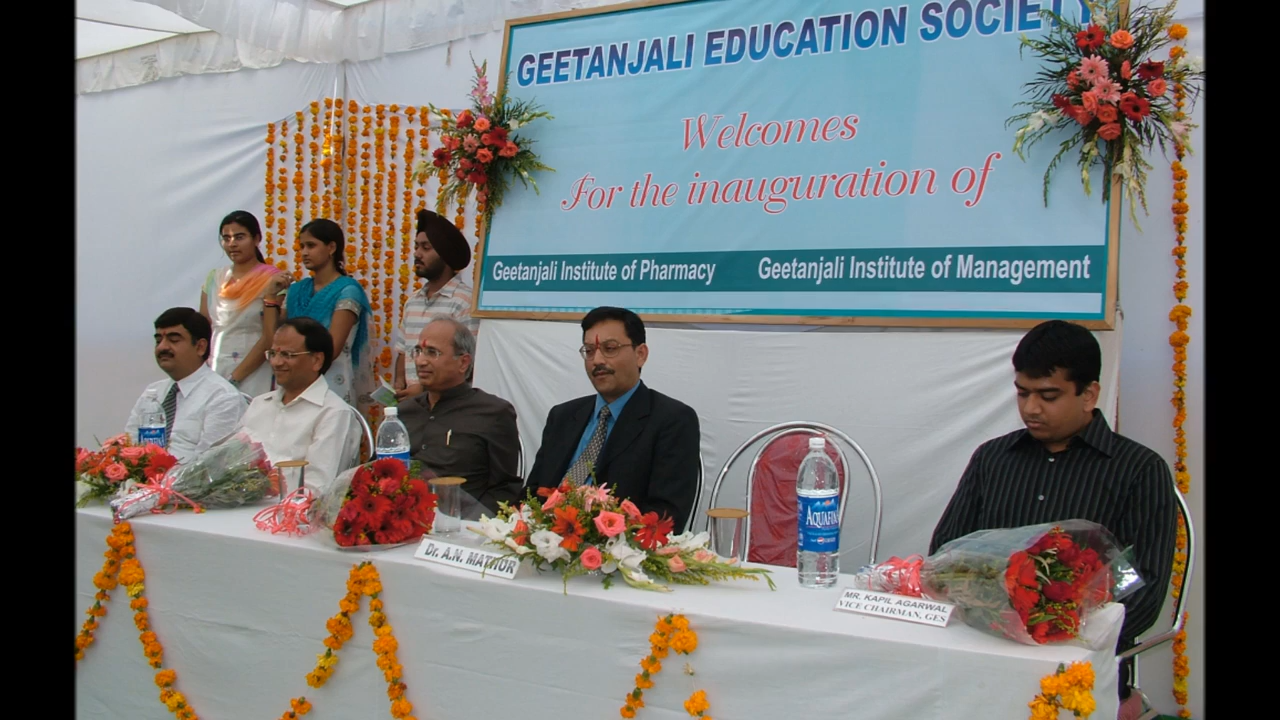 GEETANJALI EDUCATION SOCIETY
Welcomes
For the inauguration of
Geetanjali Institute of Pharmacy
Geetanjali Institute of Management
Dr. A.N. MATHUR
AQUAFINA
MR. KAPIL AGARWAL
VICE CHAIRMAN, GES